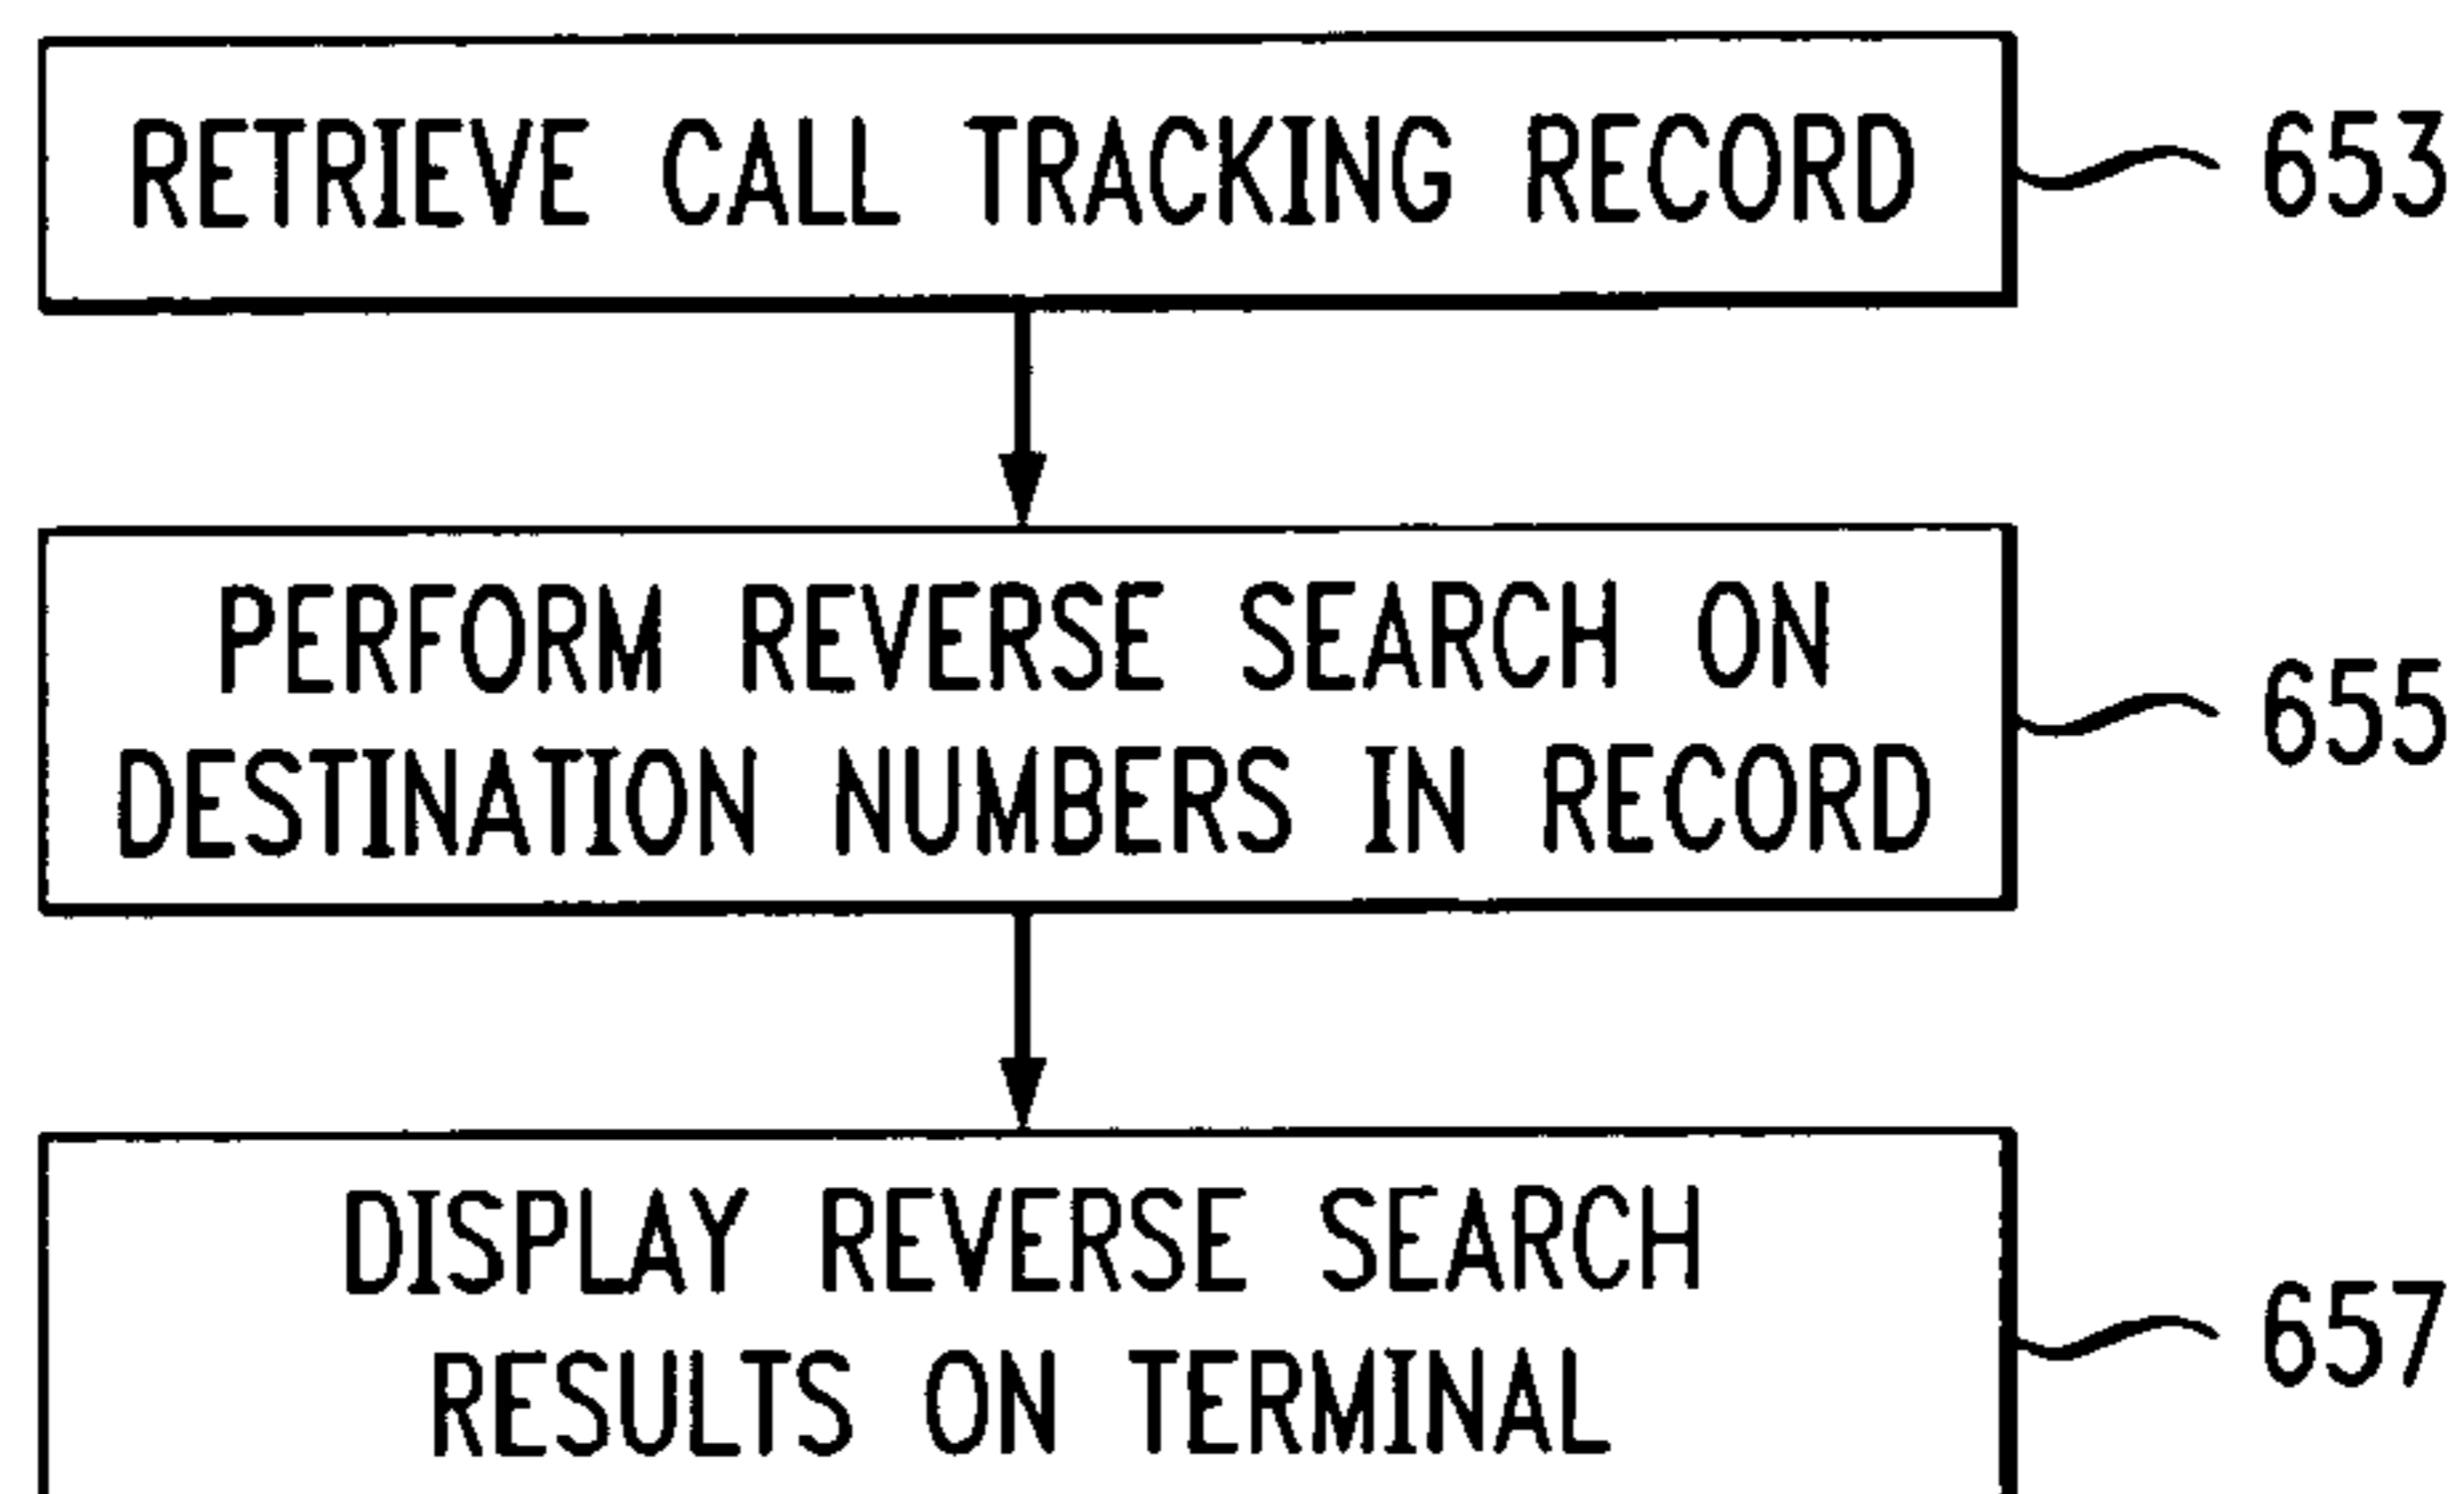 RETRIEVE CALL TRACKING RECORD 653
PERFORM REVERSE SEARCH ON
DESTINATION NUMBERS IN RECORD 655
DISPLAY REVERSE SEARCH
RESULTS ON TERMINAL 657